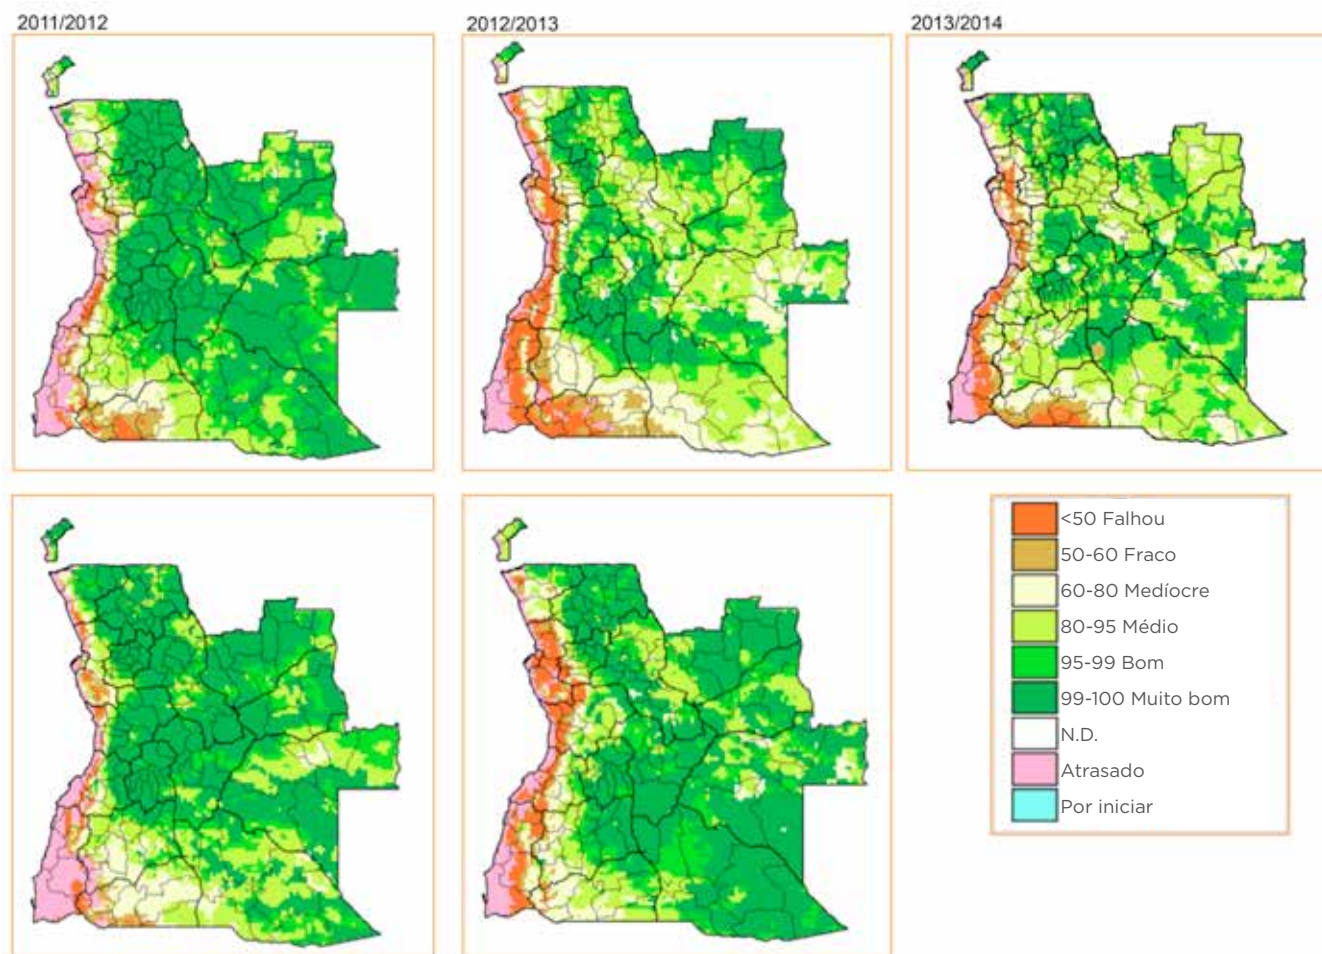 2011/2012
2012/2013
2013/2014
<50 Falhou
50-60 Fraco
60-80 Medíocre
80-95 Médio
95-99 Bom
99-100 Muito bom
N.D.
Atrasado
Por iniciar